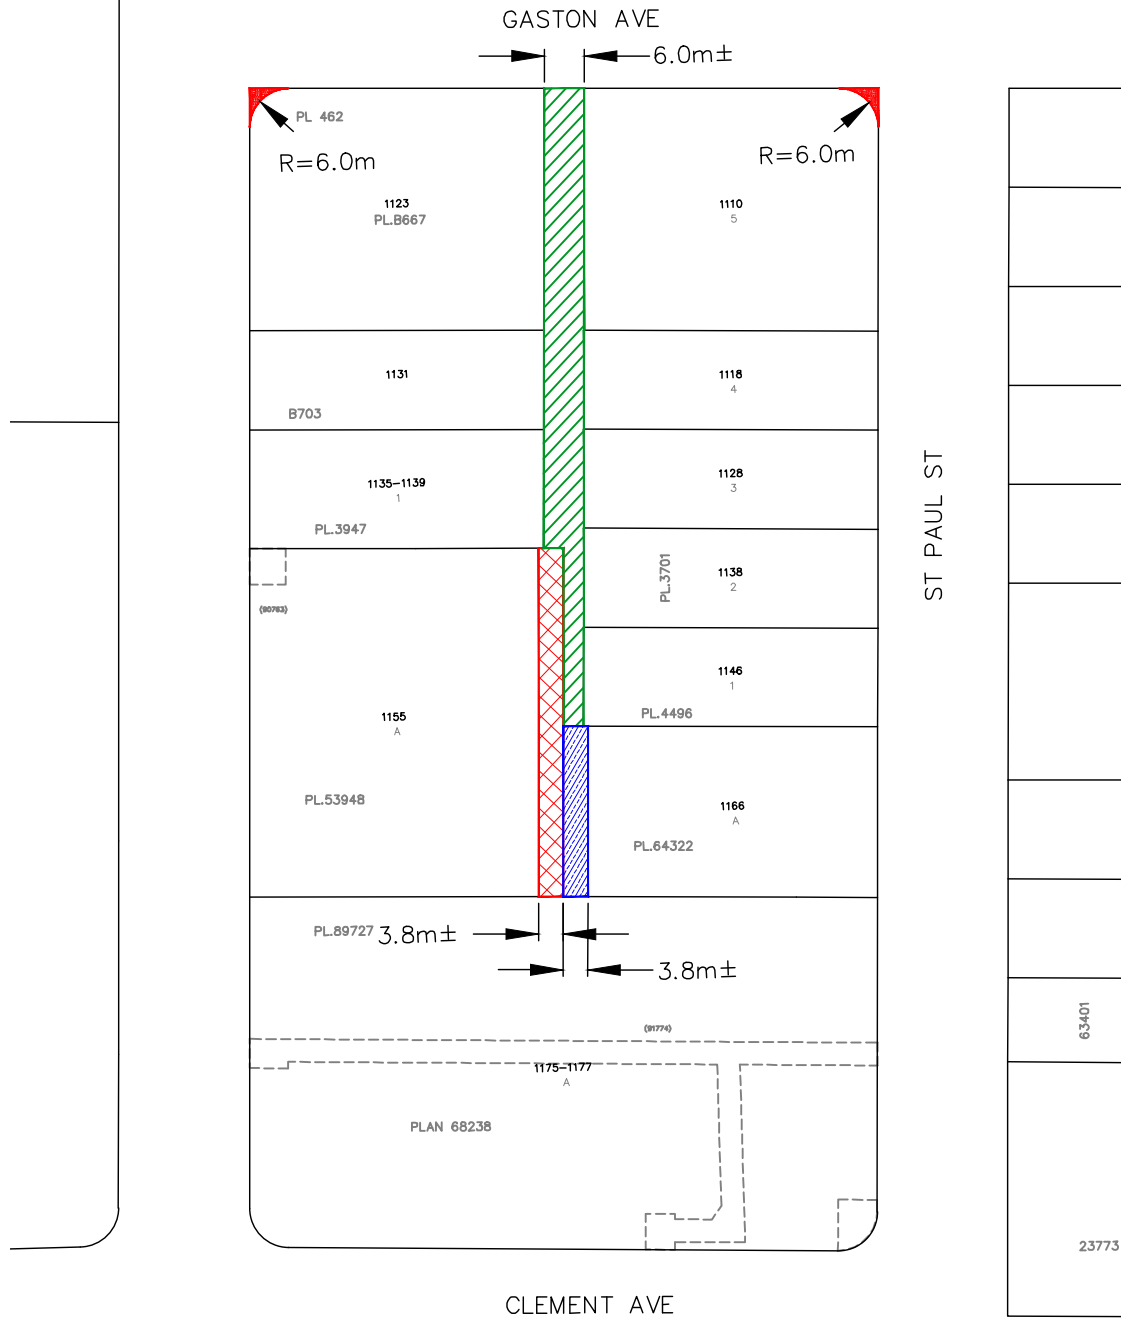 GASTON AVE
6.0m±
PL 462
R=6.0m
R=6.0m
1123
PL.B667
1110
5
1131
B703
1118
4
1135-1139
1
PL.3947
1128
3
ST PAUL ST
PL.3701
1138
2
(90763)
1146
1
PL.4496
1155
A
PL.53948
1166
A
PL.64322
PL.89727
3.8m±
3.8m±
(91774)
63401
1175-1177
A
PLAN 68238
23773
CLEMENT AVE